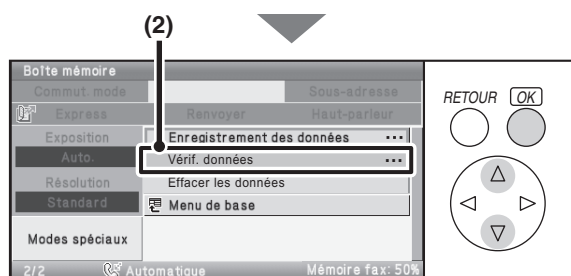 (2)
Boîte mémoire
Commut. mode Sous-adresse
Express Renvoyer Haut-parleur
Exposition
Auto.
Résolution
Standard
Modes spéciaux
Enregistrement des données ...
Vérif. données ...
Effacer les données
Menu de base
2/2 Automatique Mémoire fax: 50%
RETOUR OK